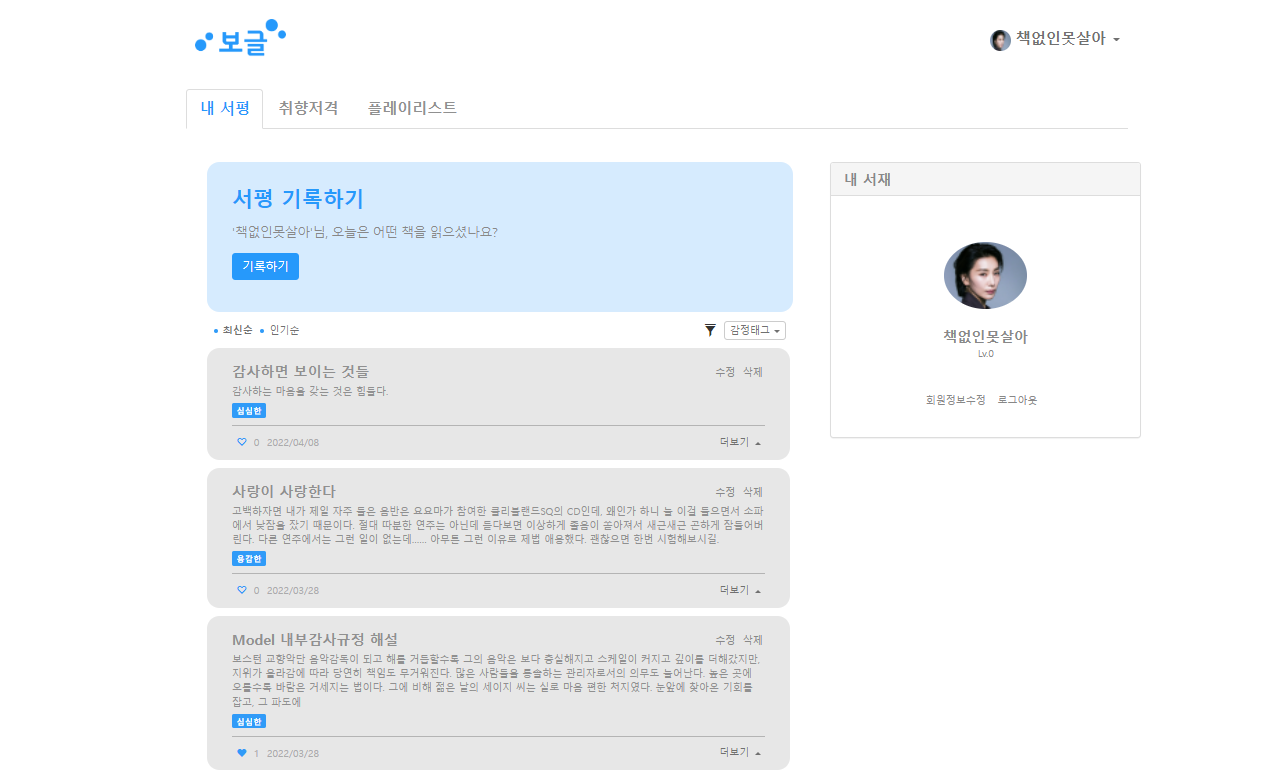 보글
책없인못살아
내 서평 취향저격 플레이리스트
서평 기록하기
'책없인못살아'님, 오늘은 어떤 책을 읽으셨나요?
기록하기
최신순 인기순
감정태그
감사하면 보이는 것들
수정 삭제
감사하는 마음을 갖는 것은 힘들다.
심심한
0 2022/04/08
더보기
사랑이 사랑한다
수정 삭제
고백하자면 내가 제일 자주 들은 음반은 요요마가 참여한 클리블랜드SQ의 CD인데, 왜인가 하니 늘 이걸 들으면서 소파
에서 낮잠을 잤기 때문이다. 절대 따분한 연주는 아닌데 듣다보면 이상하게 졸음이 쏟아져서 새근새근 곤하게 잠들어버
린다. 다른 연주에서는 그런 일이 없는데...... 아무튼 그런 이유로 제법 애용했다. 괜찮으면 한번 시험해보시길.
용감한
0 2022/03/28
더보기
Model 내부감사규정 해설
수정 삭제
보스턴 교향악단 음악감독이 되고 해를 거듭할수록 그의 음악은 보다 충실해지고 스케일이 커지고 깊이를 더해갔지만,
지위가 올라감에 따라 당연히 책임도 무거워진다. 많은 사람들을 통솔하는 관리자로서의 의무도 늘어난다. 높은 곳에
오를수록 바람은 거세지는 법이다. 그에 비해 젊은 날의 세이지 씨는 실로 마음 편한 처지였다. 눈앞에 찾아온 기회를
잡고, 그 파도에
심심한
1 2022/03/28
더보기
내 서재
책없인못살아
Lv.0
회원정보수정 로그아웃